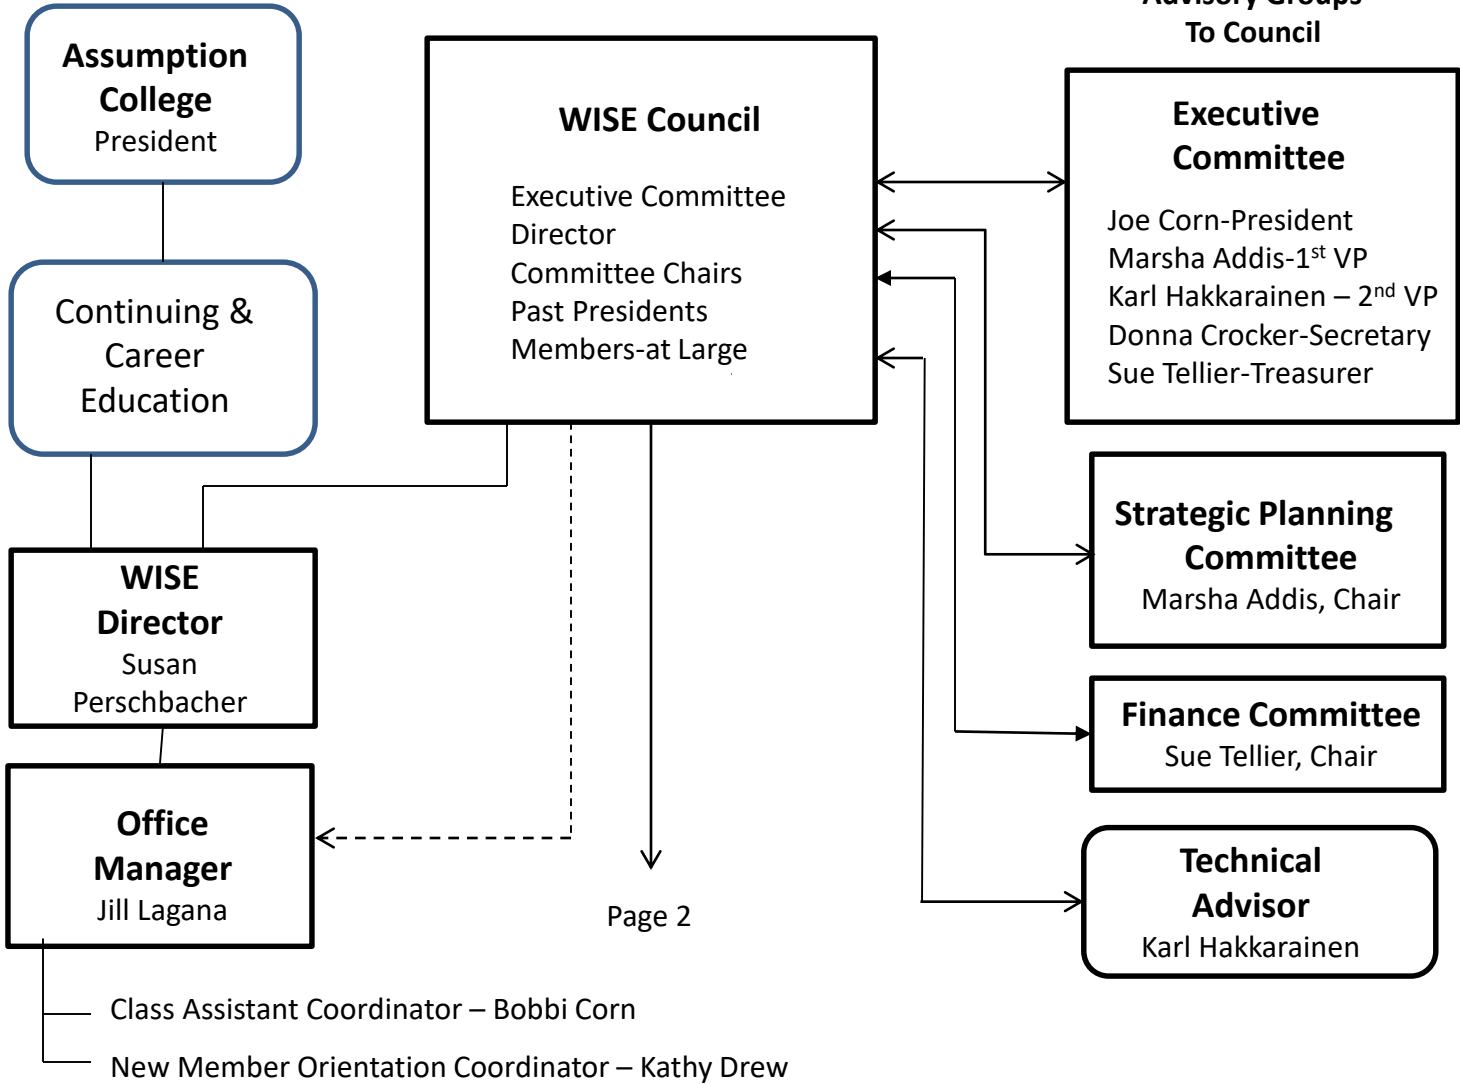 Advisory Groups
To Council
Assumption
College
President
Continuing &
Career
Education
WISE
Director
Susan
Perschbacher
Office
Manager
Jill Lagana
Class Assistant Coordinator – Bobbi Corn
New Member Orientation Coordinator – Kathy Drew
WISE Council
Executive Committee
Director
Committee Chairs
Past Presidents
Members-at Large
Page 2
Executive
Committee
Joe Corn-President
Marsha Addis-1st VP
Karl Hakkarainen – 2nd VP
Donna Crocker-Secretary
Sue Tellier-Treasurer
Strategic Planning
Committee
Marsha Addis, Chair
Finance Committee
Sue Tellier, Chair
Technical
Advisor
Karl Hakkarainen